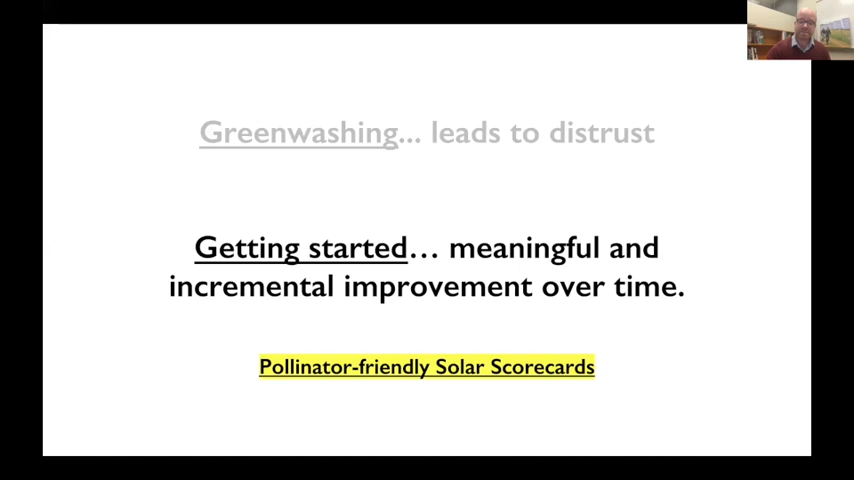 Greenwashing... leads to distrust
Getting started... meaningful and
incremental improvement over time.
Pollinator-friendly Solar Scorecards